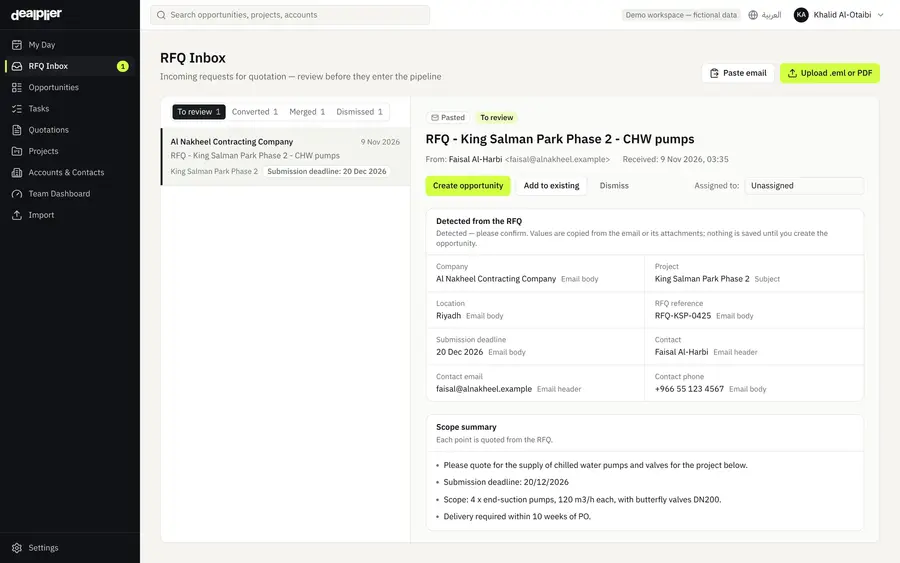 dealplier
Search opportunities, projects, accounts
Demo workspace — fictional data
العربية
KA
Khalid Al-Otaibi
My Day
RFQ Inbox
1
Opportunities
Tasks
Quotations
Projects
Accounts & Contacts
Team Dashboard
Import
Settings
RFQ Inbox
Incoming requests for quotation — review before they enter the pipeline
Paste email
Upload .eml or PDF
To review 1
Converted 1
Merged 1
Dismissed 1
Al Nakheel Contracting Company
9 Nov 2026
RFQ - King Salman Park Phase 2 - CHW pumps
King Salman Park Phase 2
Submission deadline: 20 Dec 2026
Pasted
To review
RFQ - King Salman Park Phase 2 - CHW pumps
From: Faisal Al-Harbi <faisal@alnakheel.example>
Received: 9 Nov 2026, 03:35
Create opportunity
Add to existing
Dismiss
Assigned to:
Unassigned
Detected from the RFQ
Detected — please confirm. Values are copied from the email or its attachments; nothing is saved until you create the
opportunity.
Company
Al Nakheel Contracting Company Email body
Project
King Salman Park Phase 2 Subject
Location
Riyadh Email body
RFQ reference
RFQ-KSP-0425 Email body
Submission deadline
20 Dec 2026 Email body
Contact
Faisal Al-Harbi Email header
Contact email
faisal@alnakheel.example Email header
Contact phone
+966 55 123 4567 Email body
Scope summary
Each point is quoted from the RFQ.
• Please quote for the supply of chilled water pumps and valves for the project below.
• Submission deadline: 20/12/2026
• Scope: 4 x end-suction pumps, 120 m3/h each, with butterfly valves DN200.
• Delivery required within 10 weeks of PO.